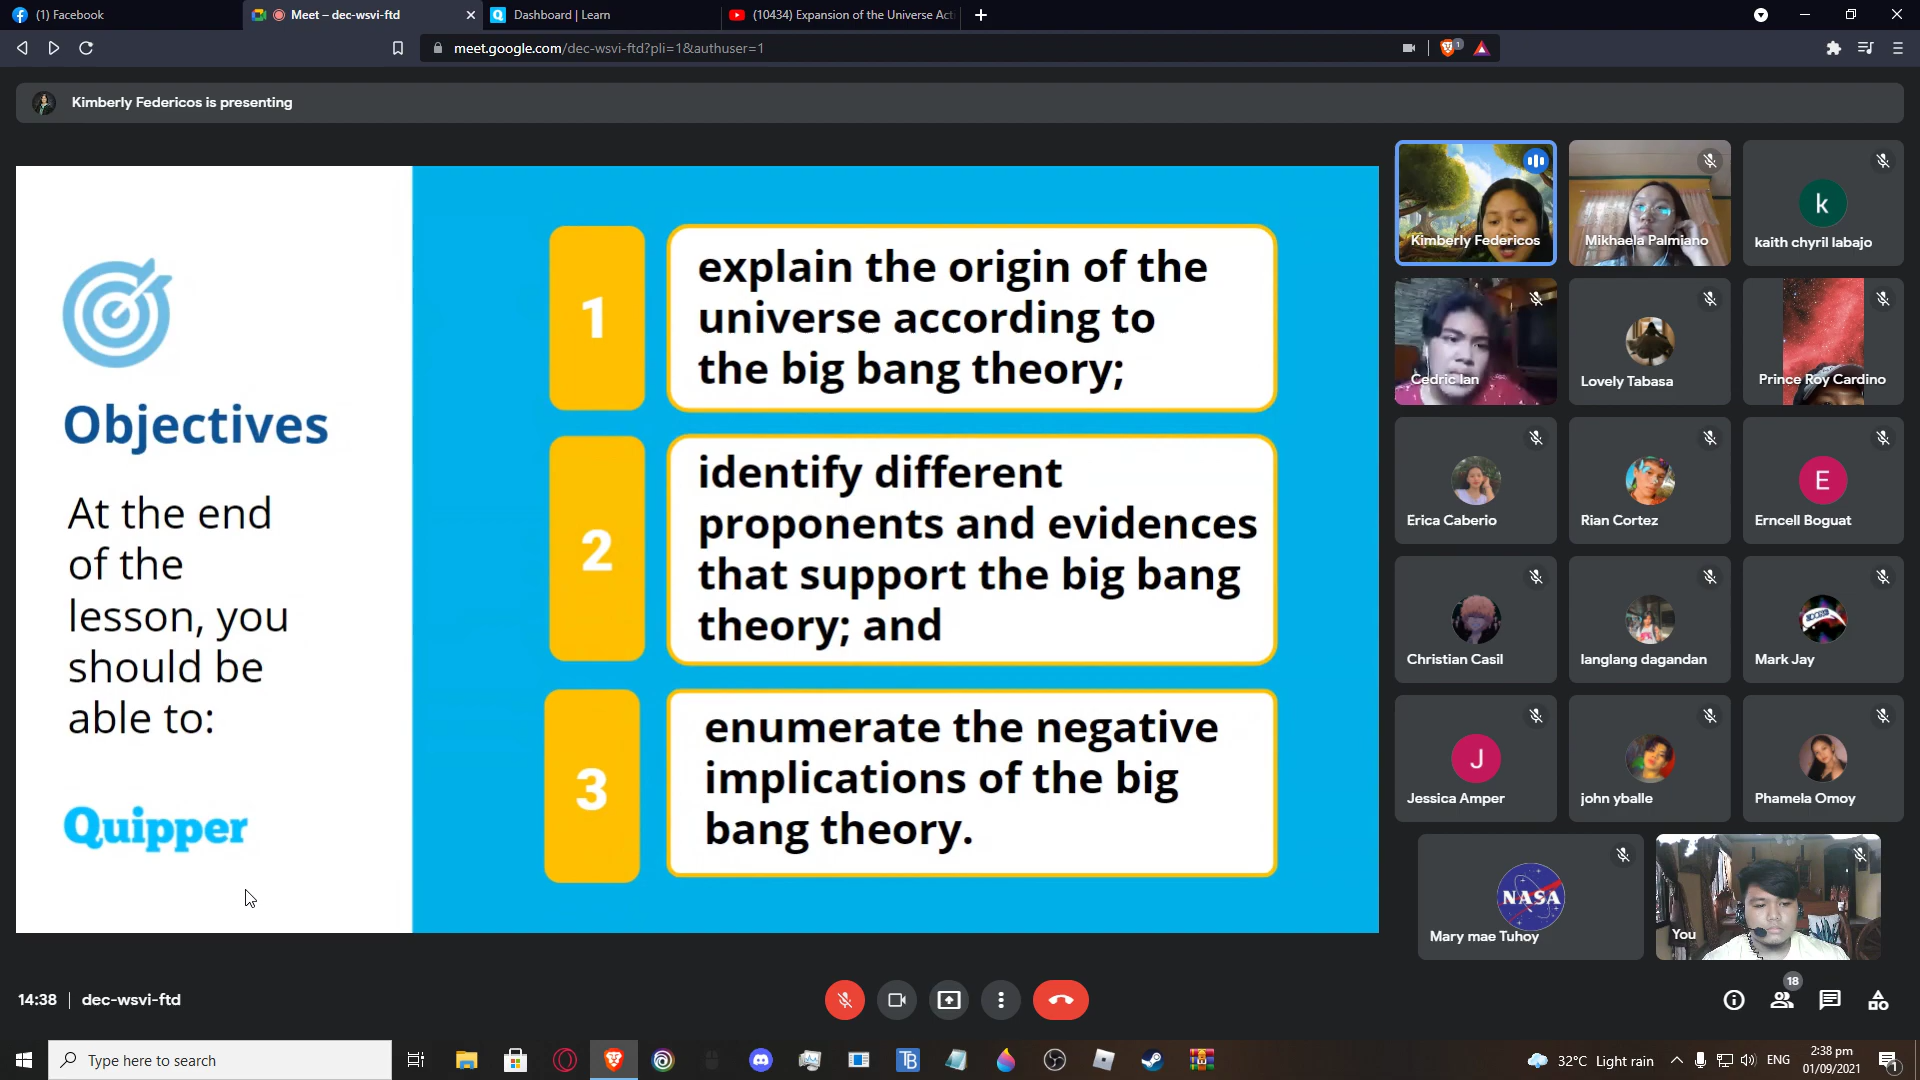 (1) Facebook
Meet – dec-wsvi-ftd
Dashboard | Learn
(10434) Expansion of the Universe Act
meet.google.com/dec-wsvi-ftd?pli=1&authuser=1
1
Kimberly Federicos is presenting
Objectives
At the end
of the
lesson, you
should be
able to:
Quipper
1
explain the origin of the
universe according to
the big bang theory;
2
identify different
proponents and evidences
that support the big bang
theory; and
3
enumerate the negative
implications of the big
bang theory.
Kimberly Federicos
Mikhaela Palmiano
k
kaith chyril labajo
Cedric Ian
Lovely Tabasa
Prince Roy Cardino
Erica Caberio
Rian Cortez
E
Erncell Boguat
Christian Casil
langlang dagandan
Mark Jay
J
Jessica Amper
john yballe
Phamela Omoy
NASA
Mary mae Tuhoy
You
14:38 | dec-wsvi-ftd
18
Type here to search
TB
32°C Light rain
ENG
2:38 pm
01/09/2021
1